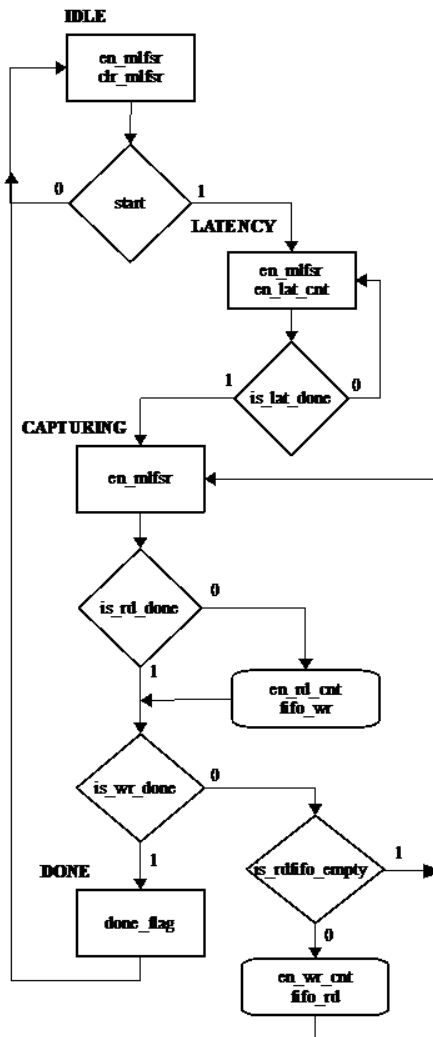 IDLE
en_mlfsr
clr_mlfsr
0
start
1
LATENCY
en_mlfsr
en_lat_cnt
1
is_lat_done
0
CAPTURING
en_mlfsr
0
is_rd_done
1
en_rd_cnt
fifo_wr
0
is_wr_done
1
is_rdfifo_empty
1
DONE
0
done_flag
en_wr_cnt
fifo_rd